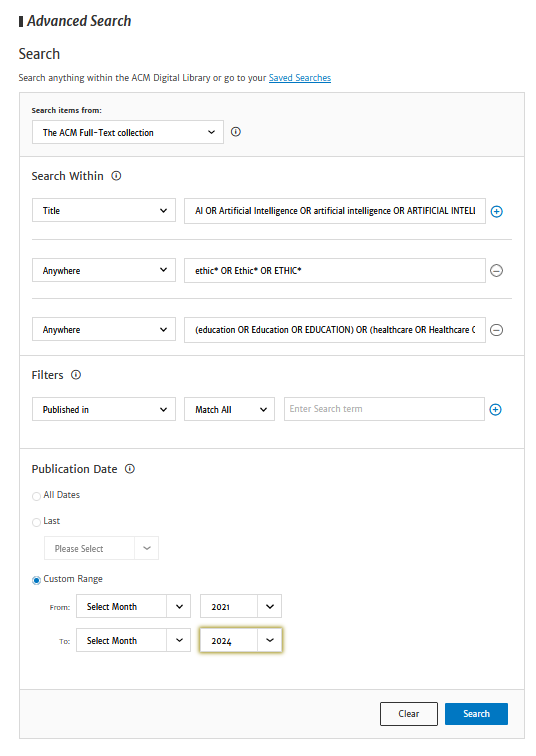 Advanced Search
Search
Search anything within the ACM Digital Library or go to your Saved Searches
Search items from:
The ACM Full-Text collection
Search Within
Title AI OR Artificial Intelligence OR artificial intelligence OR ARTIFICIAL INTELL
Anywhere ethic* OR Ethic* OR ETHIC*
Anywhere (education OR Education OR EDUCATION) OR (healthcare OR Healthcare
Filters
Published in Match All Enter Search term
Publication Date
All Dates
Last
Please Select
Custom Range
From: Select Month 2021
To: Select Month 2024
Clear Search